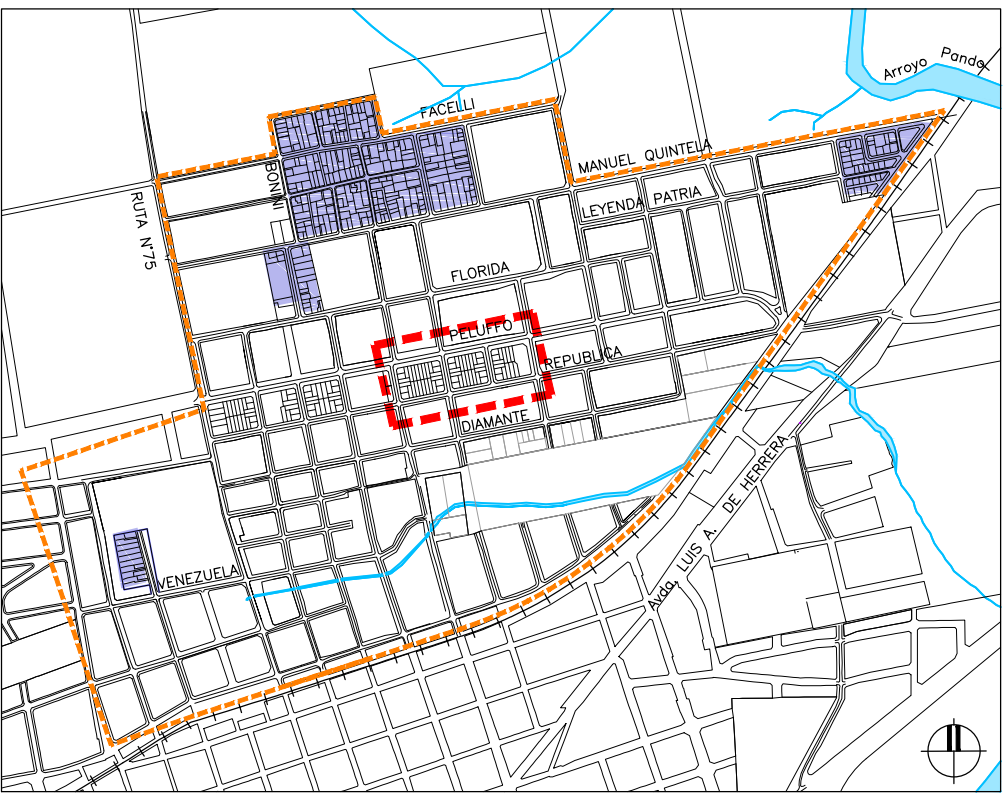 Arroyo Pando
FACELLI
MANUEL QUINTELA
BONINI
RUTA N°75
LEYENDA PATRIA
FLORIDA
PELUFFO
REPUBLICA
DIAMANTE
VENEZUELA
Avda. LUIS A. DE HERRERA